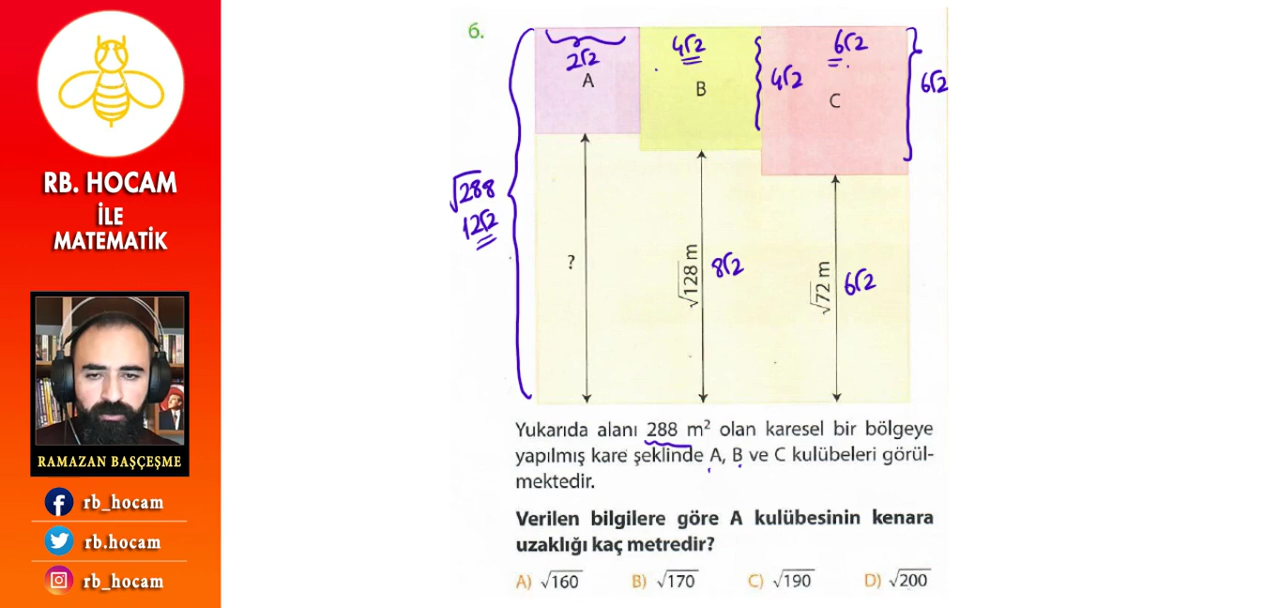 RB. HOCAM
İLE
MATEMATİK
RAMAZAN BAŞÇEŞME
rb_hocam
rb.hocam
rb_hocam
6.
2√2
A
4√2
B
4√2
6√2
C
6√2
√288
12√2
?
√128 m
8√2
√72 m
6√2
Yukarıda alanı 288 m² olan karesel bir bölgeye
yapılmış kare şeklinde A, B ve C kulübeleri görül-
mektedir.
Verilen bilgilere göre A kulübesinin kenara
uzaklığı kaç metredir?
A) √160 B) √170 C) √190 D) √200